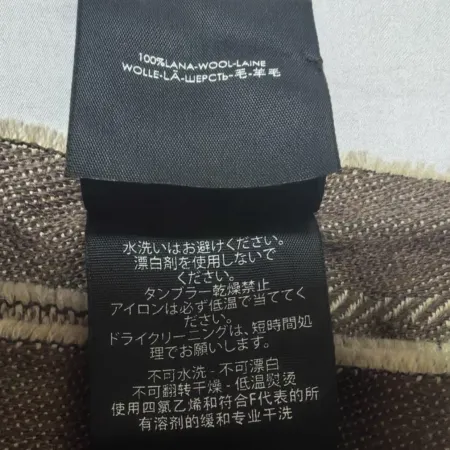 100%LANA-WOOL-LAINE
WOLLE-LÃ-ШЕРСТЬ-毛-羊毛
水洗いはお避けください。
漂白剤を使用しないで
ください。
タンブラー乾燥禁止
アイロンは必ず低温で当ててく
ださい。
ドライクリーニングは、短時間処
理でお願いします。
不可水洗 - 不可漂白
不可翻转干燥 - 低温熨烫
使用四氯乙烯和符合F代表的所
有溶剂的缓和专业干洗